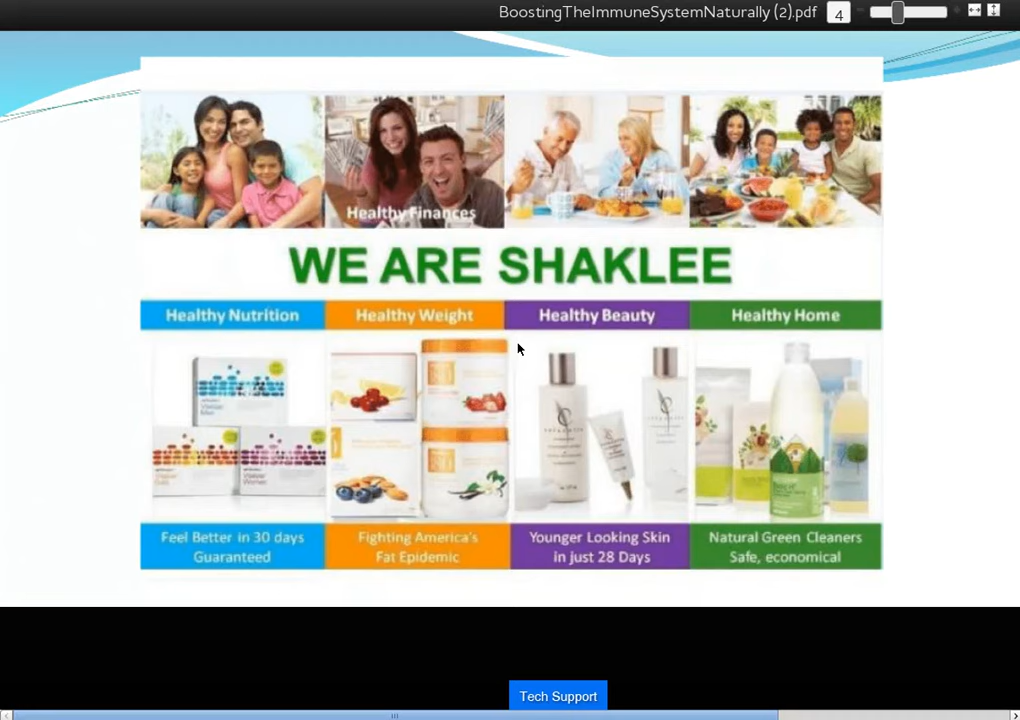 BoostingTheImmuneSystemNaturally (2).pdf 4
Healthy Finances
WE ARE SHAKLEE
Healthy Nutrition Healthy Weight Healthy Beauty Healthy Home
Feel Better in 30 days Fighting America's Younger Looking Skin Natural Green Cleaners
Guaranteed Fat Epidemic in just 28 Days Safe, economical
Tech Support